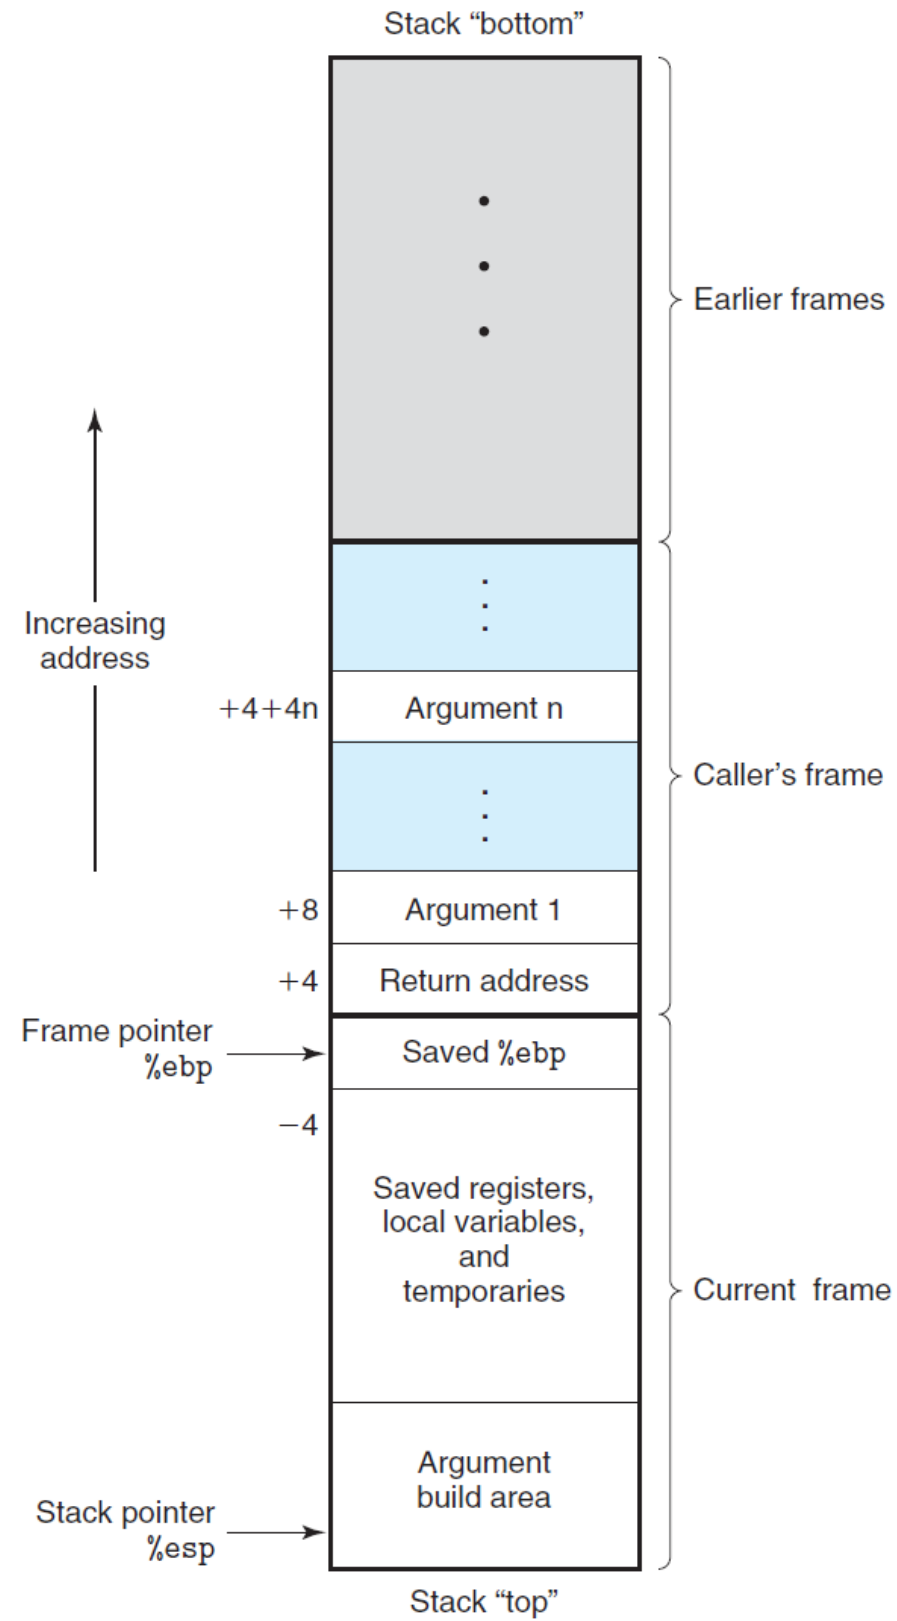 Stack “bottom”
Earlier frames
Increasing
address
+4+4n
Argument n
Caller’s frame
+8
Argument 1
+4
Return address
Frame pointer
%ebp
Saved %ebp
−4
Saved registers,
local variables,
and
temporaries
Current frame
Argument
build area
Stack pointer
%esp
Stack “top”